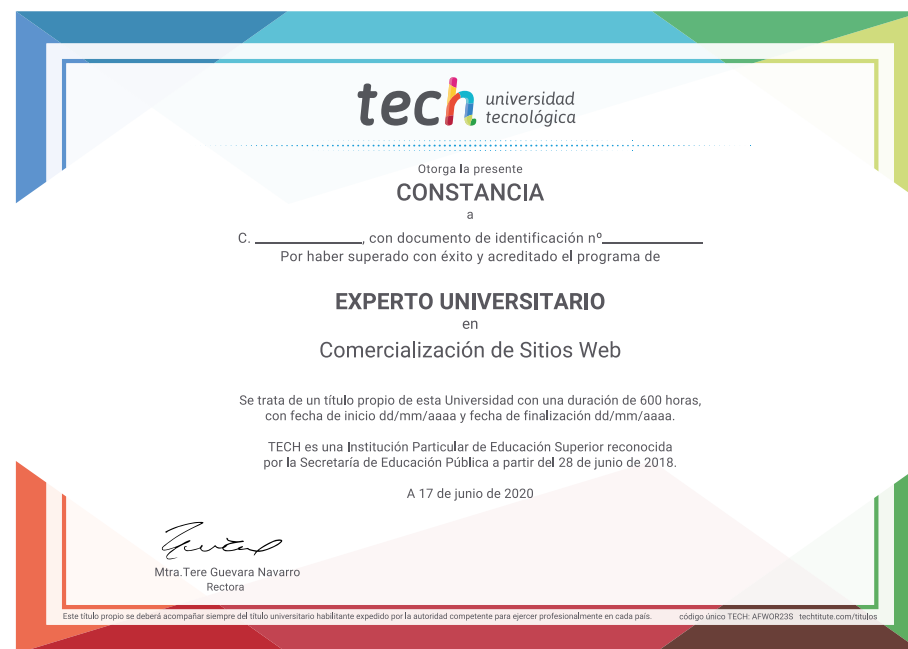 tech universidad
tecnológica
Otorga la presente
CONSTANCIA
a
C. ____________, con documento de identificación nº____________
Por haber superado con éxito y acreditado el programa de
EXPERTO UNIVERSITARIO
en
Comercialización de Sitios Web
Se trata de un título propio de esta Universidad con una duración de 600 horas,
con fecha de inicio dd/mm/aaaa y fecha de finalización dd/mm/aaaa.
TECH es una Institución Particular de Educación Superior reconocida
por la Secretaría de Educación Pública a partir del 28 de junio de 2018.
A 17 de junio de 2020
Mtra.Tere Guevara Navarro
Rectora
Este título propio se deberá acompañar siempre del título universitario habilitante expedido por la autoridad competente para ejercer profesionalmente en cada país. código único TECH: AFWOR23S techtitute.com/titulos